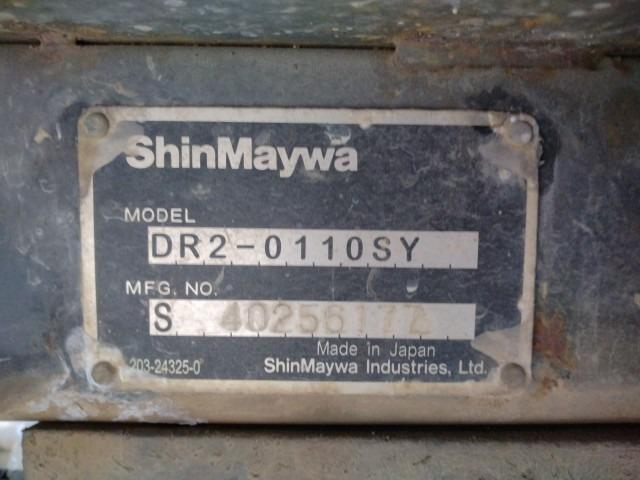 ShinMaywa
MODEL
DR2-0110SY
MFG. NO.
S
Made in Japan
203-24325-0
ShinMaywa Industries, Ltd.